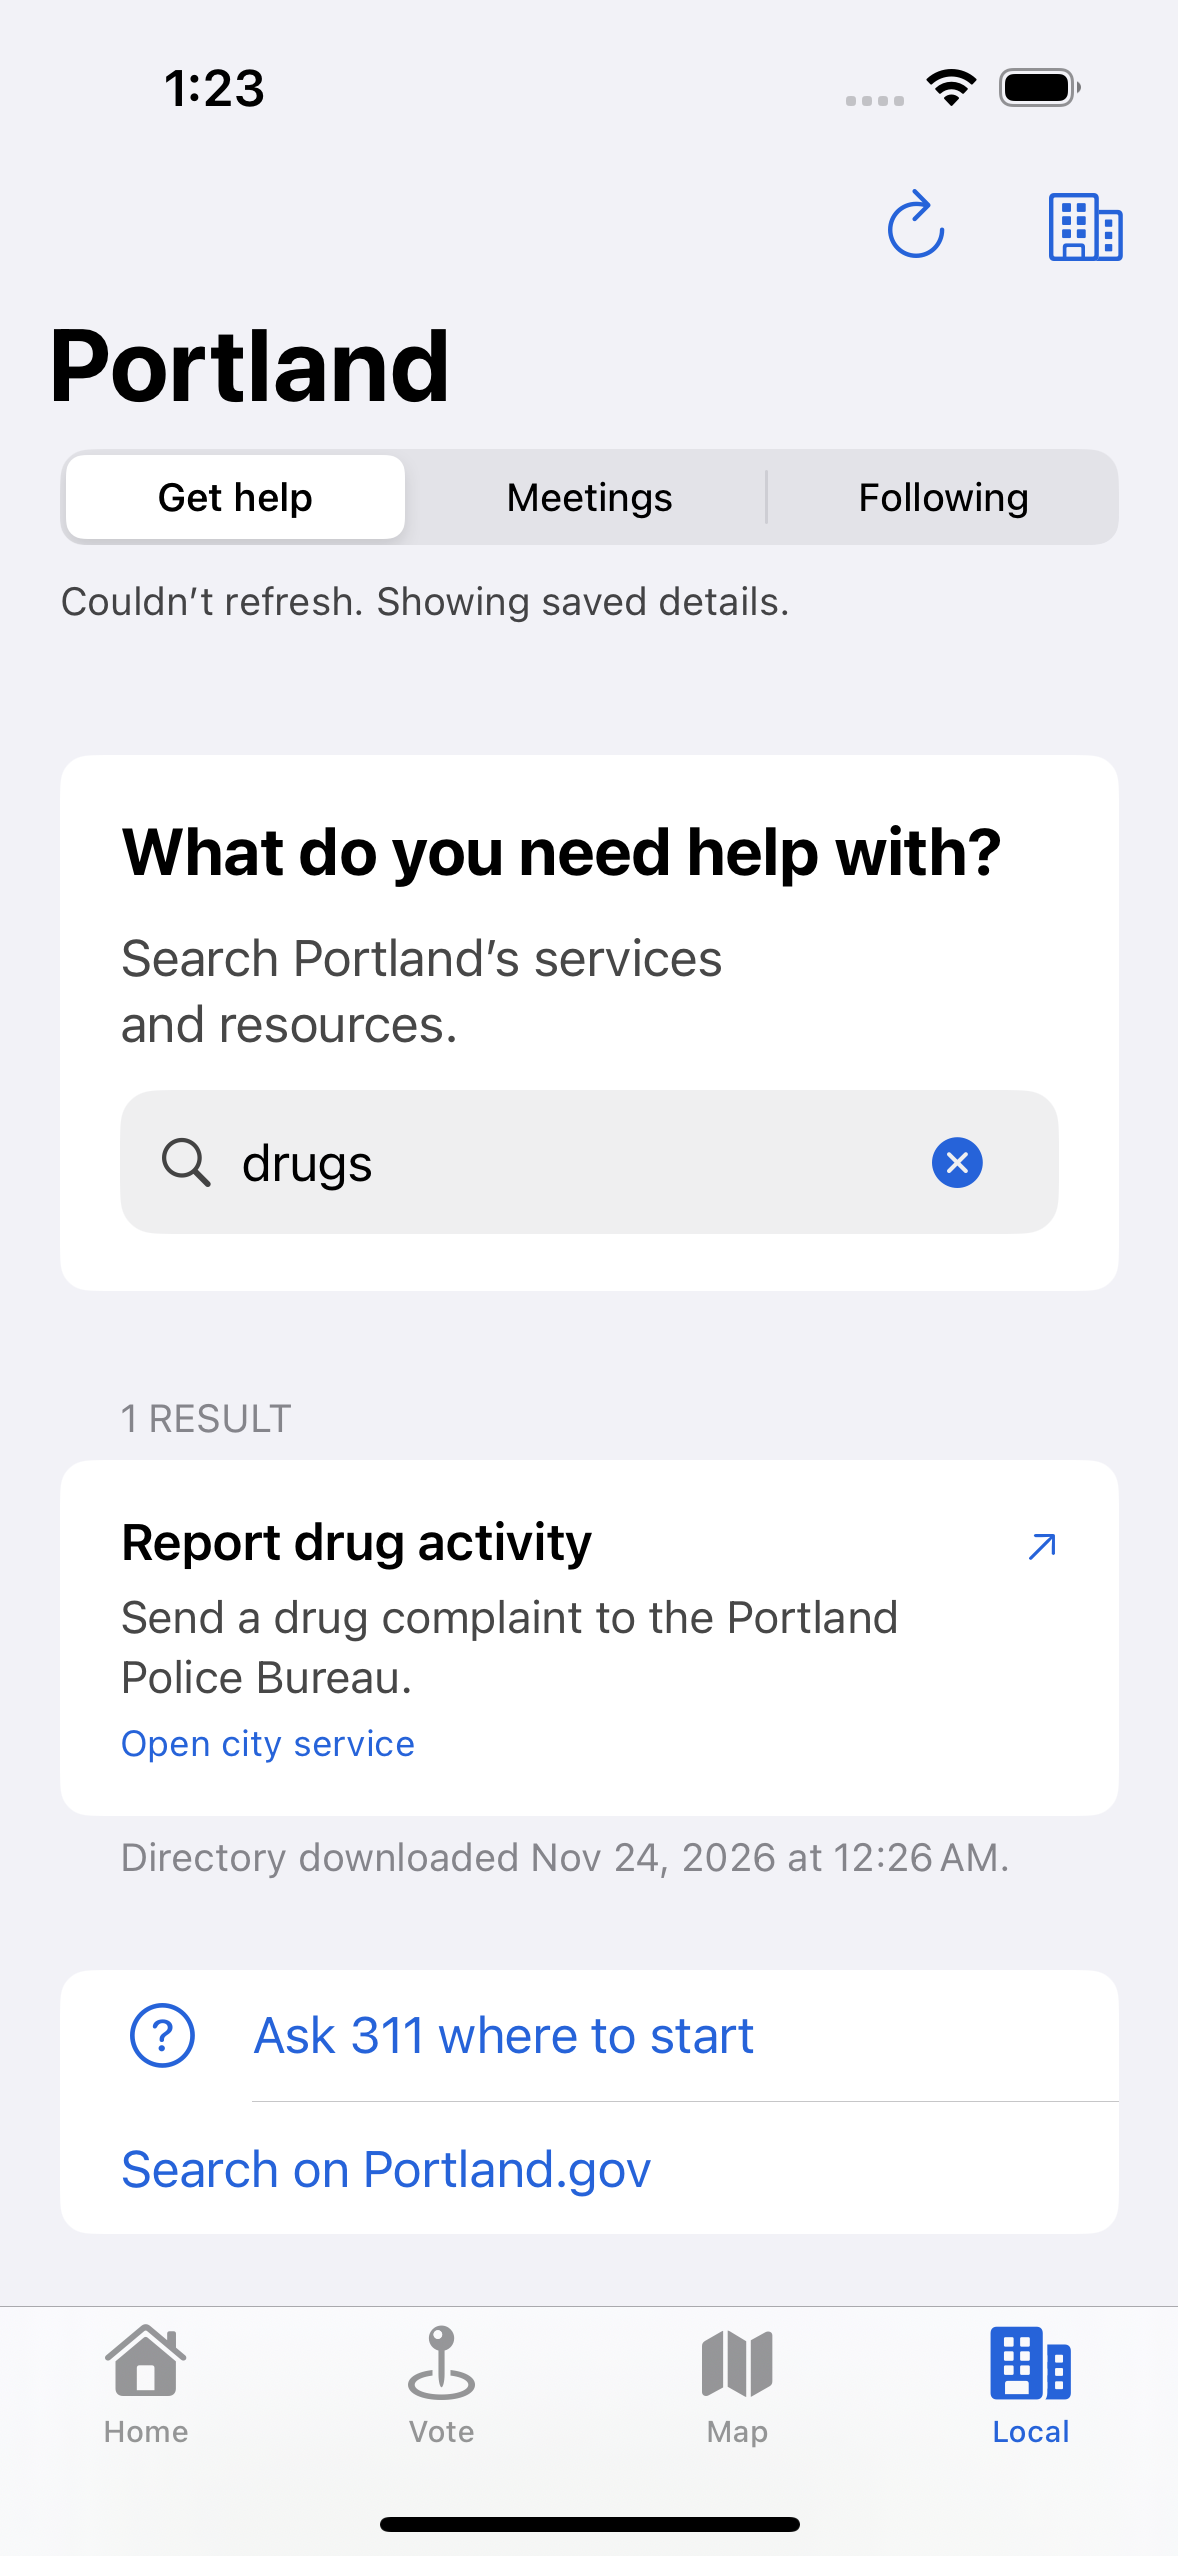 1:23
Portland
Get help
Meetings
Following
Couldn’t refresh. Showing saved details.
What do you need help with?
Search Portland’s services
and resources.
drugs
1 RESULT
Report drug activity
Send a drug complaint to the Portland
Police Bureau.
Open city service
Directory downloaded Nov 24, 2026 at 12:26 AM.
Ask 311 where to start
Search on Portland.gov
Home
Vote
Map
Local